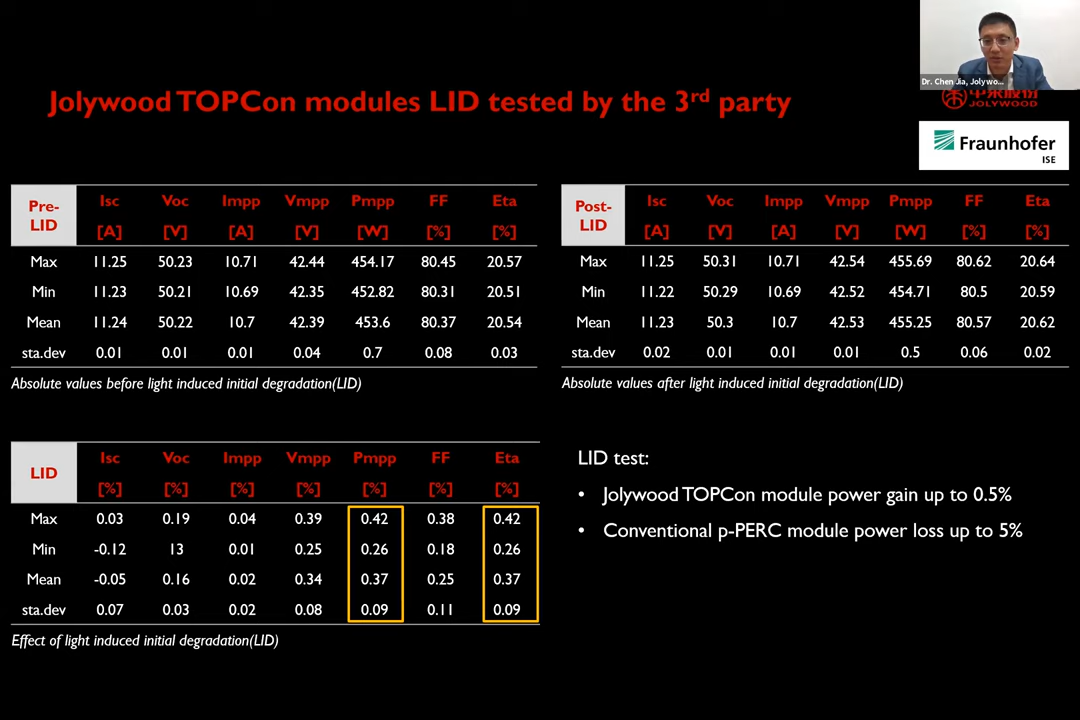 Dr. Chen Jia, Jolywo...
Jolywood TOPCon modules LID tested by the 3rd party
中来股份
JOLYWOOD
Fraunhofer
ISE
Pre-LID Isc Voc Impp Vmpp Pmpp FF Eta
[A] [V] [A] [V] [W] [%] [%]
Max 11.25 50.23 10.71 42.44 454.17 80.45 20.57
Min 11.23 50.21 10.69 42.35 452.82 80.31 20.51
Mean 11.24 50.22 10.7 42.39 453.6 80.37 20.54
sta.dev 0.01 0.01 0.01 0.04 0.7 0.08 0.03
Absolute values before light induced initial degradation(LID)
Post-LID Isc Voc Impp Vmpp Pmpp FF Eta
[A] [V] [A] [V] [W] [%] [%]
Max 11.25 50.31 10.71 42.54 455.69 80.62 20.64
Min 11.22 50.29 10.69 42.52 454.71 80.5 20.59
Mean 11.23 50.3 10.7 42.53 455.25 80.57 20.62
sta.dev 0.02 0.01 0.01 0.01 0.5 0.06 0.02
Absolute values after light induced initial degradation(LID)
LID Isc Voc Impp Vmpp Pmpp FF Eta
[%] [%] [%] [%] [%] [%] [%]
Max 0.03 0.19 0.04 0.39 0.42 0.38 0.42
Min -0.12 13 0.01 0.25 0.26 0.18 0.26
Mean -0.05 0.16 0.02 0.34 0.37 0.25 0.37
sta.dev 0.07 0.03 0.02 0.08 0.09 0.11 0.09
Effect of light induced initial degradation(LID)
LID test:
• Jolywood TOPCon module power gain up to 0.5%
• Conventional p-PERC module power loss up to 5%